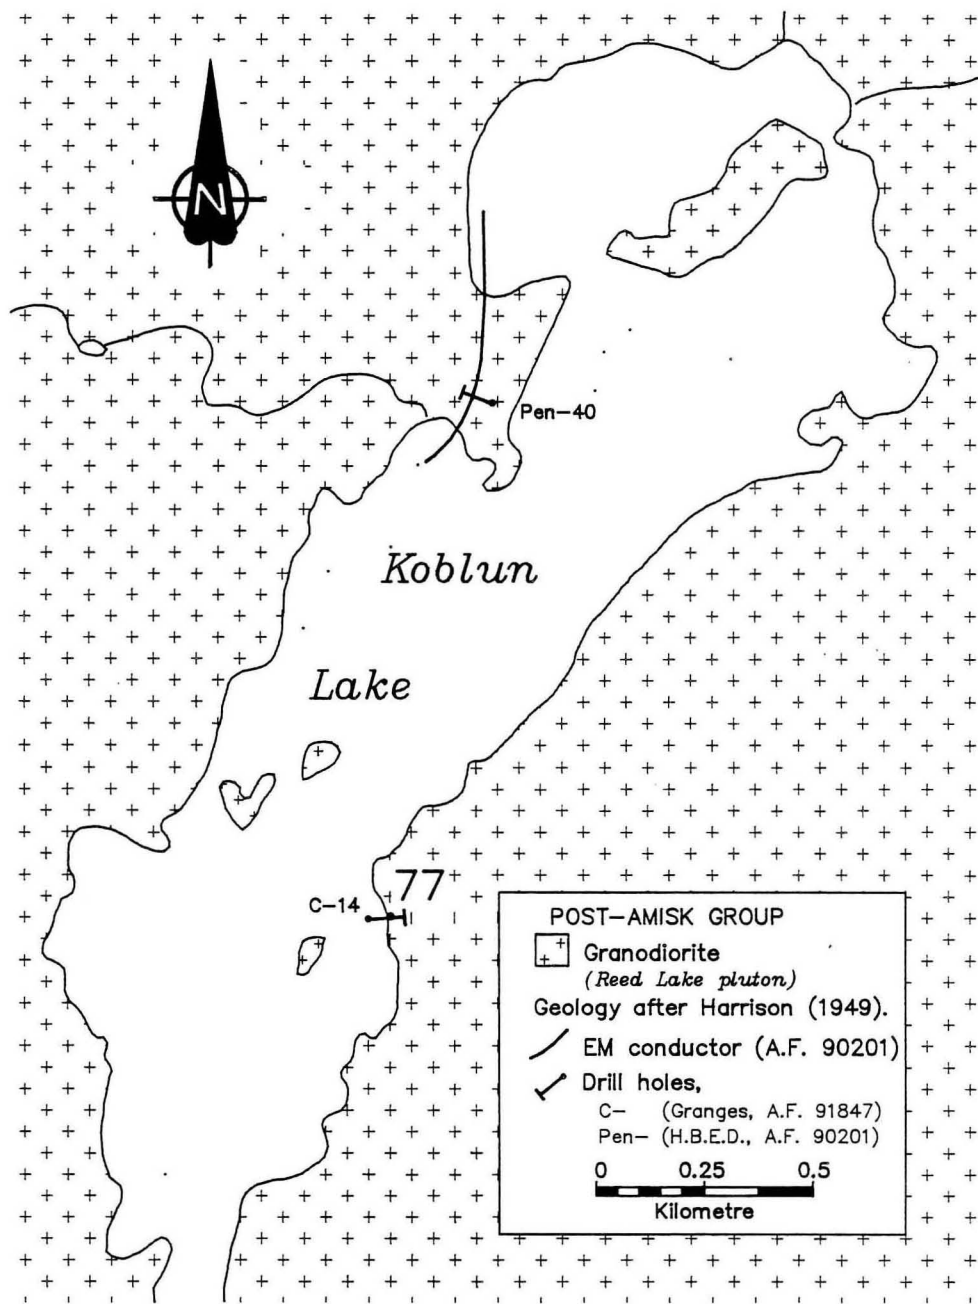 N
Pen-40
Koblun
Lake
77
C-14
POST-AMISK GROUP
Granodiorite
(Reed Lake pluton)
Geology after Harrison (1949).
EM conductor (A.F. 90201)
Drill holes,
C- (Granges, A.F. 91847)
Pen- (H.B.E.D., A.F. 90201)
0 0.25 0.5
Kilometre